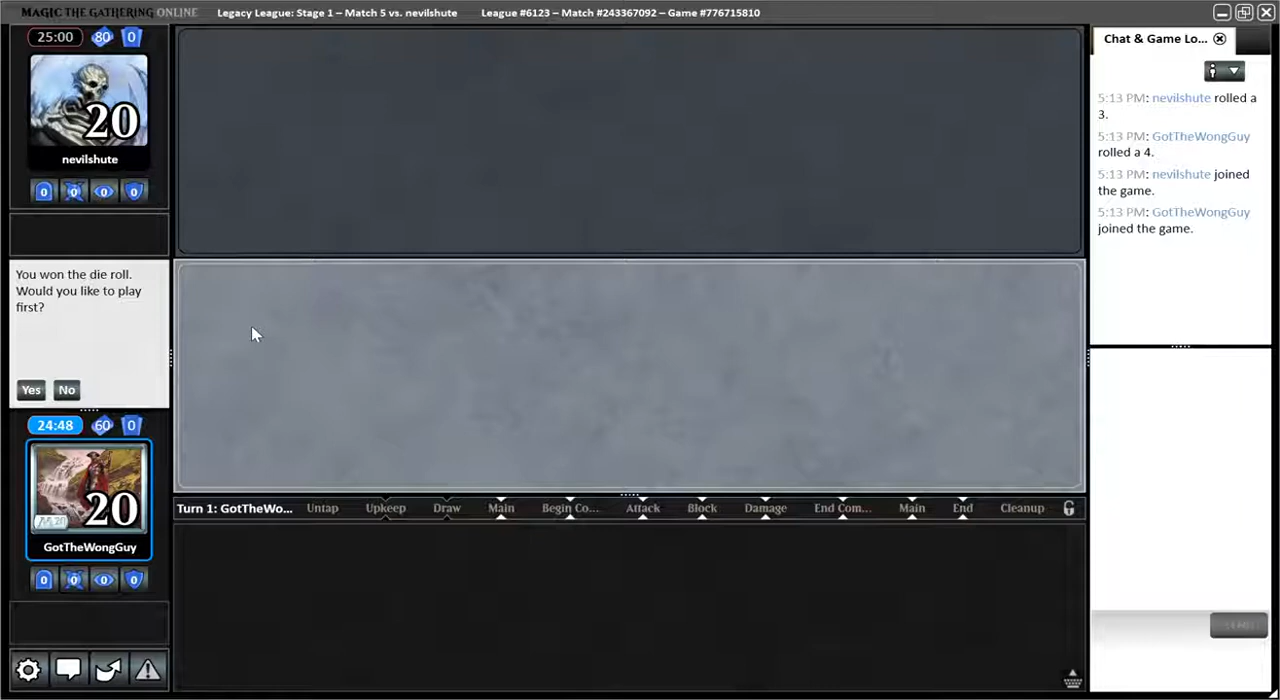 MAGIC THE GATHERING ONLINE Legacy League: Stage 1 – Match 5 vs. nevilshute League #6123 – Match #243367092 – Game #776715810
25:00 80 0
20
nevilshute
0 0 0 0
You won the die roll.
Would you like to play
first?
Yes No
24:48 60 0
20
GotTheWongGuy
0 0 0 0
Turn 1: GotTheWo... Untap Upkeep Draw Main Begin Co... Attack Block Damage End Com... Main End Cleanup
Chat & Game Lo...
5:13 PM: nevilshute rolled a
3.
5:13 PM: GotTheWongGuy
rolled a 4.
5:13 PM: nevilshute joined
the game.
5:13 PM: GotTheWongGuy
joined the game.